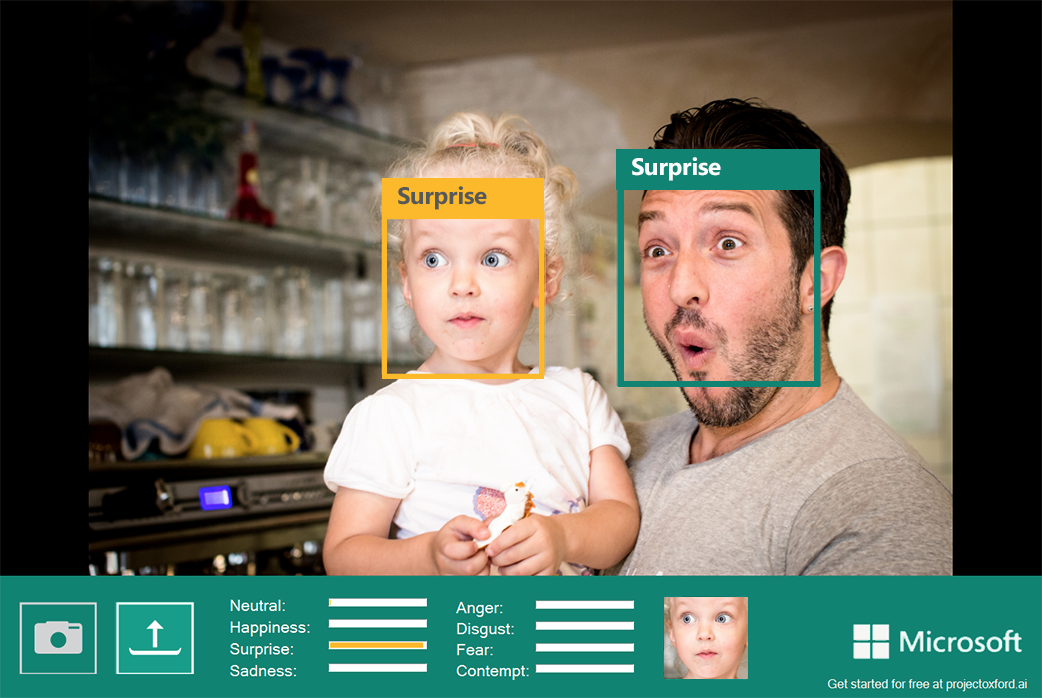 Surprise
Surprise
Neutral:
Happiness:
Surprise:
Sadness:
Anger:
Disgust:
Fear:
Contempt:
Microsoft
Get started for free at projectoxford.ai